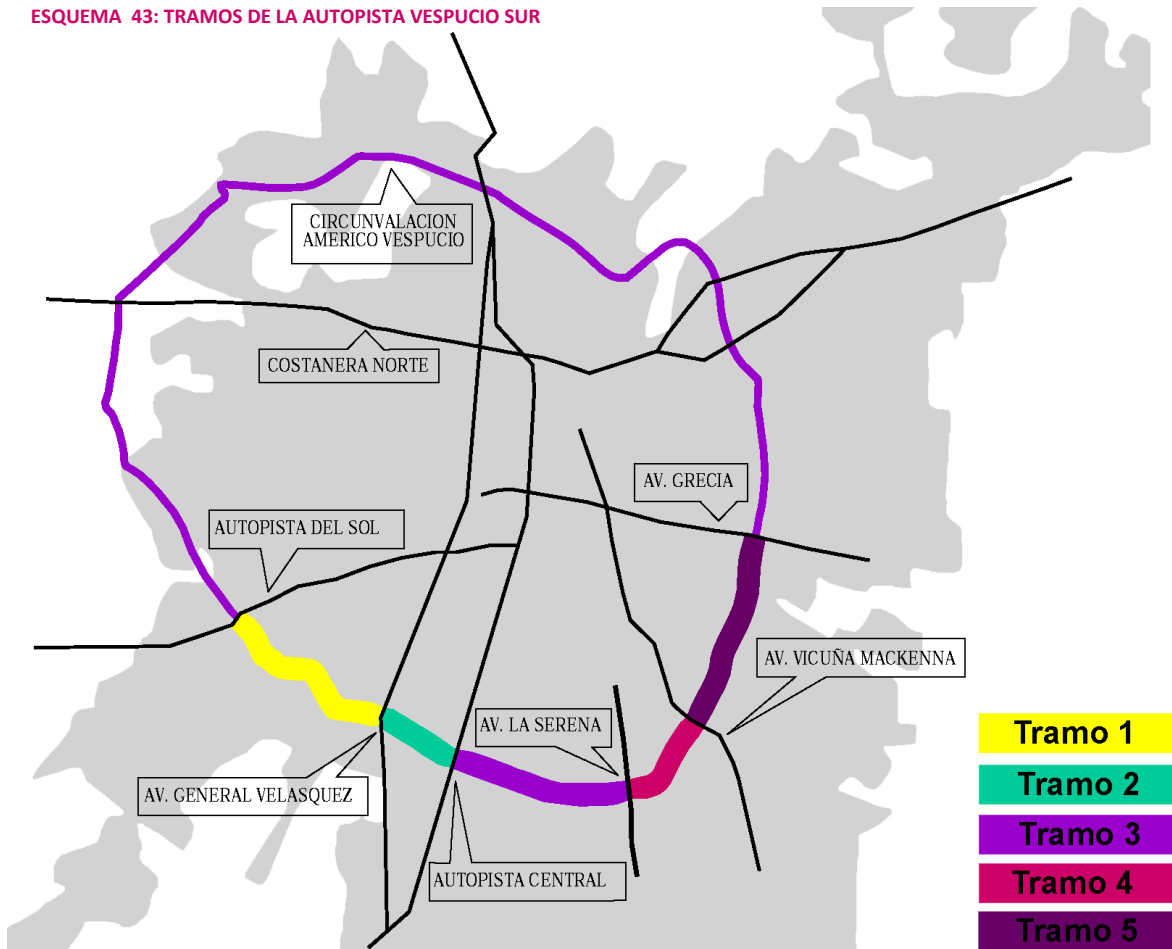 ESQUEMA 43: TRAMOS DE LA AUTOPISTA VESPUCIO SUR
CIRCUNVALACION
AMERICO VESPUCIO
COSTANERA NORTE
AV. GRECIA
AUTOPISTA DEL SOL
AV. VICUÑA MACKENNA
AV. LA SERENA
AV. GENERAL VELASQUEZ
AUTOPISTA CENTRAL
Tramo 1
Tramo 2
Tramo 3
Tramo 4
Tramo 5